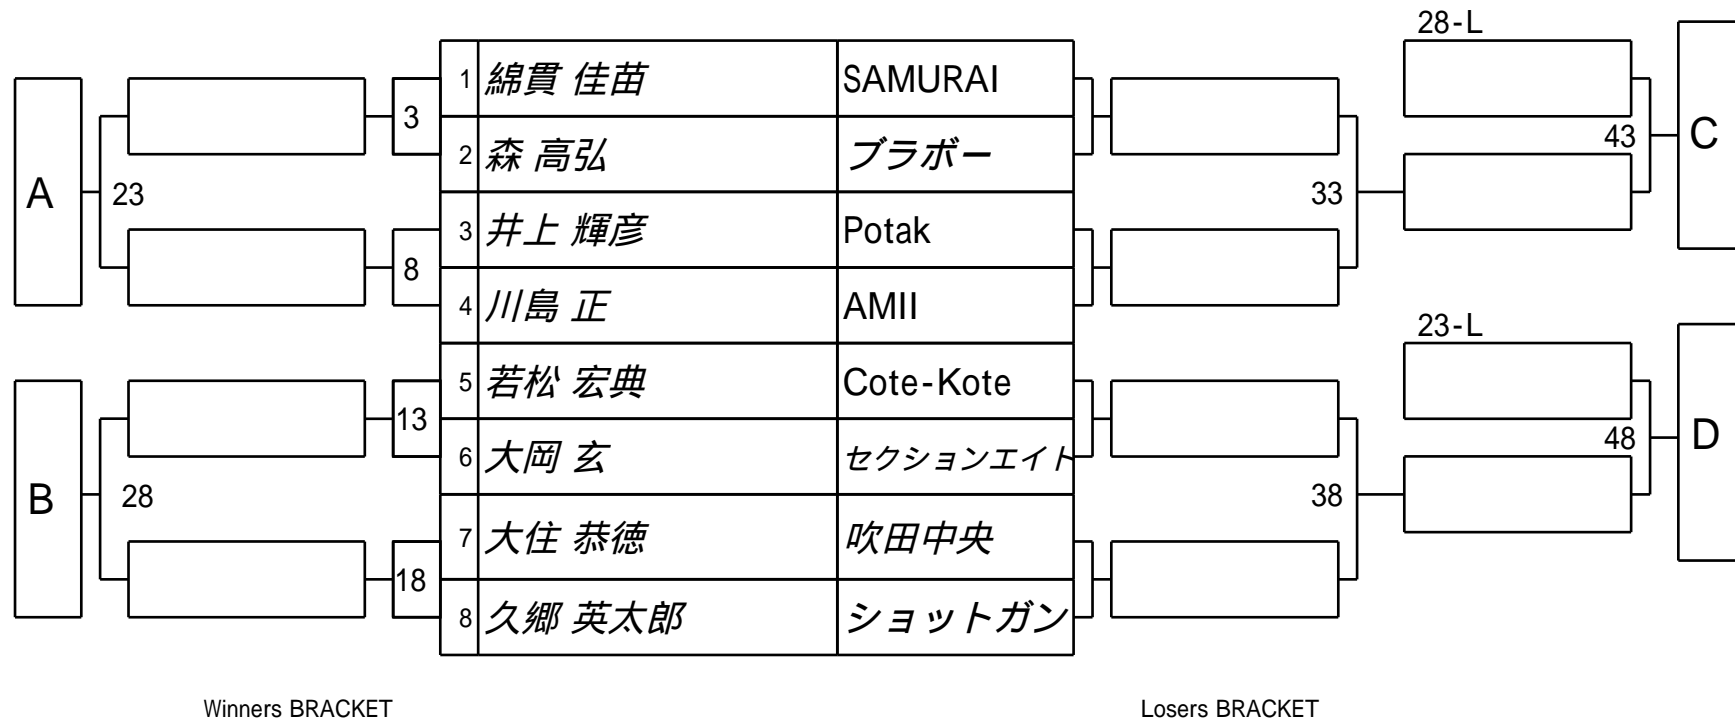 28-L
1 綿貫 佳苗 SAMURAI
3
43 C
2 森 高弘 ブラボー
A 23 33
3 井上 輝彦 Potak
8
4 川島 正 AMII
23-L
5 若松 宏典 Cote-Kote
13
48 D
6 大岡 玄 セクションエイト
B 28 38
7 大住 恭徳 吹田中央
18
8 久郷 英太郎 ショットガン
Winners BRACKET Losers BRACKET